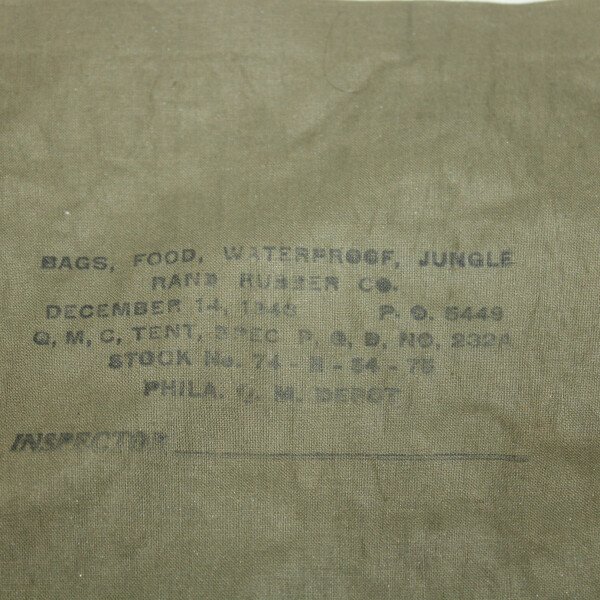 BAGS, FOOD, WATERPROOF, JUNGLE
RAND RUBBER CO.
DECEMBER 14, P. O. 5449
Q, M, C, TENT, SPEC P, Q, D, NO, 232A
STOCK No. 74 - B - 54 - 75
PHILA. Q. M. DEPOT
INSPECTOR